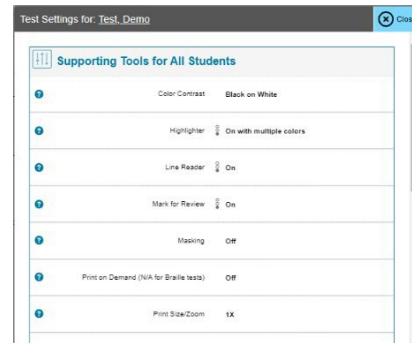 Test Settings for: Test, Demo
Close
Supporting Tools for All Students
Color Contrast Black on White
Highlighter On with multiple colors
Line Reader On
Mark for Review On
Masking Off
Print on Demand (N/A for Braille tests) Off
Print Size/Zoom 1X